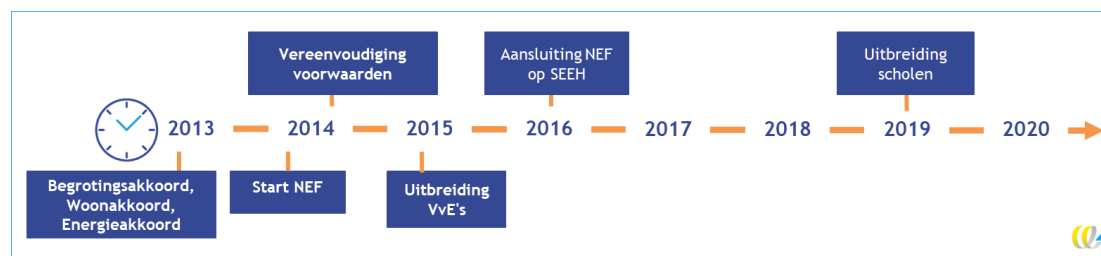 Vereenvoudiging
voorwaarden
Aansluiting NEF
op SEEH
Uitbreiding
scholen
2013
2014
2015
2016
2017
2018
2019
2020
Begrotingsakkoord,
Woonakkoord,
Energieakkoord
Start NEF
Uitbreiding
VvE's